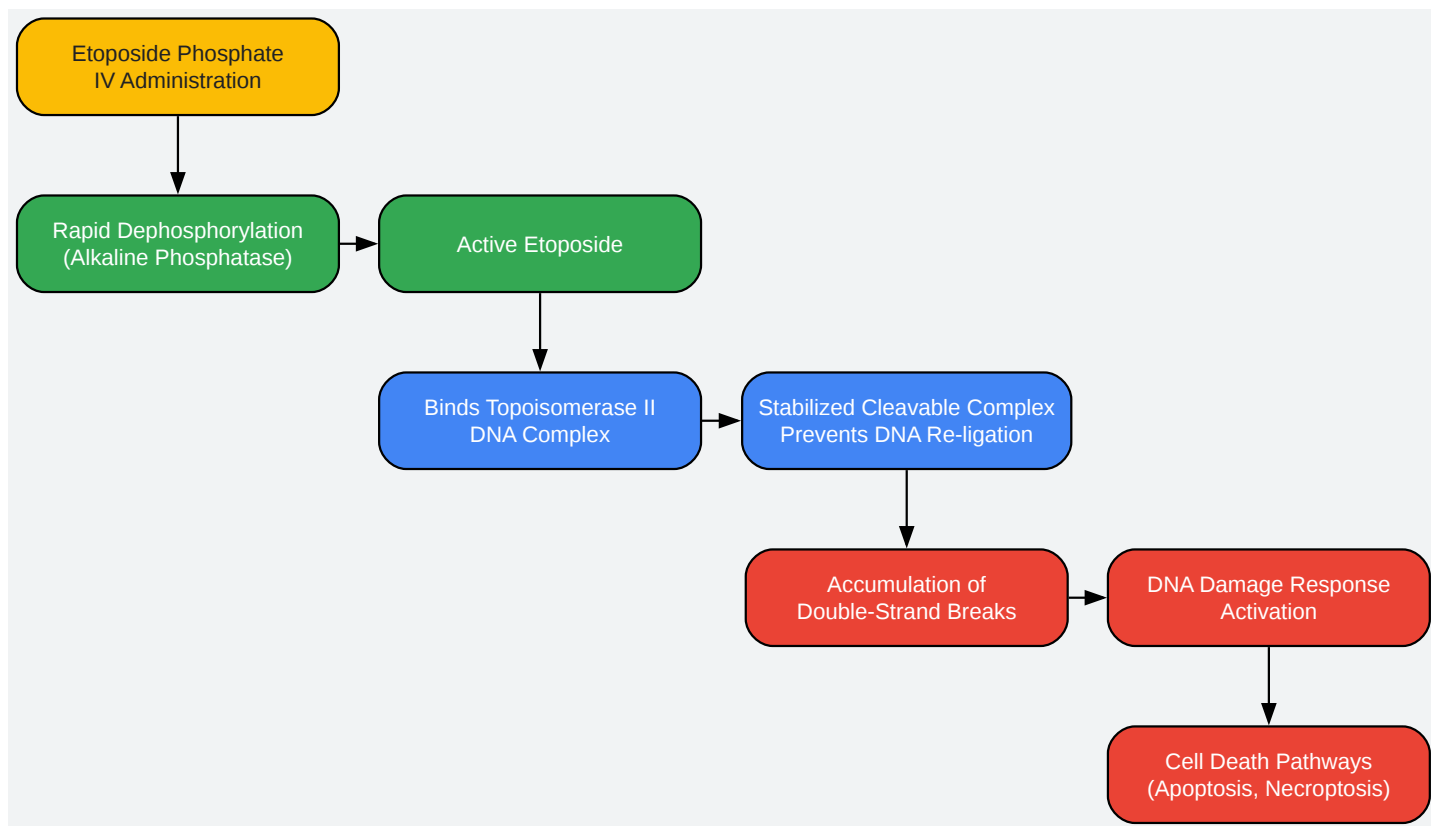 Etoposide Phosphate
IV Administration
Rapid Dephosphorylation
(Alkaline Phosphatase)
Active Etoposide
Binds Topoisomerase II
DNA Complex
Stabilized Cleavable Complex
Prevents DNA Re-ligation
Accumulation of
Double-Strand Breaks
DNA Damage Response
Activation
Cell Death Pathways
(Apoptosis, Necroptosis)